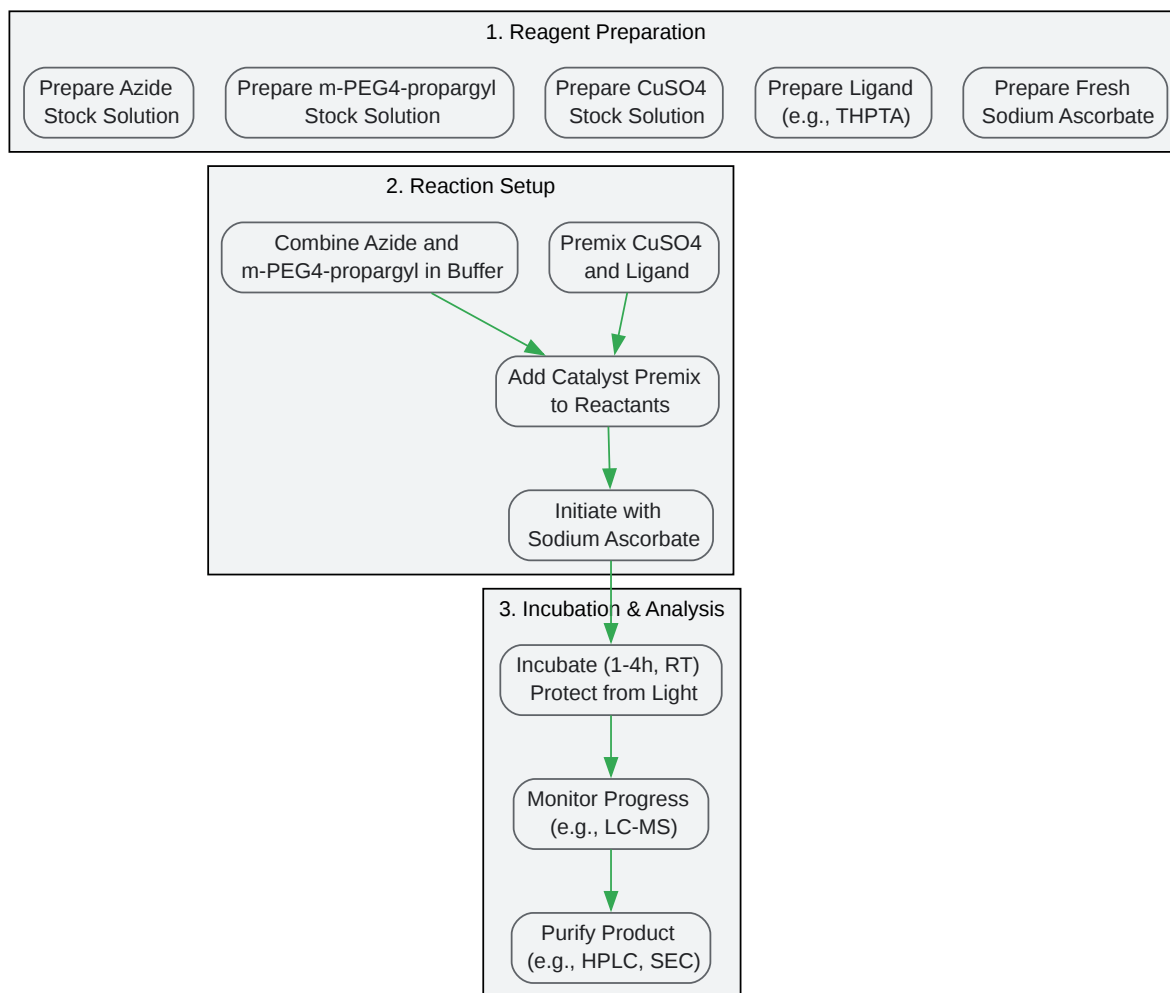 1. Reagent Preparation
Prepare Azide
Stock Solution
Prepare m-PEG4-propargyl
Stock Solution
Prepare CuSO4
Stock Solution
Prepare Ligand
(e.g., THPTA)
Prepare Fresh
Sodium Ascorbate
2. Reaction Setup
Combine Azide and
m-PEG4-propargyl in Buffer
Premix CuSO4
and Ligand
Add Catalyst Premix
to Reactants
Initiate with
Sodium Ascorbate
3. Incubation & Analysis
Incubate (1-4h, RT)
Protect from Light
Monitor Progress
(e.g., LC-MS)
Purify Product
(e.g., HPLC, SEC)